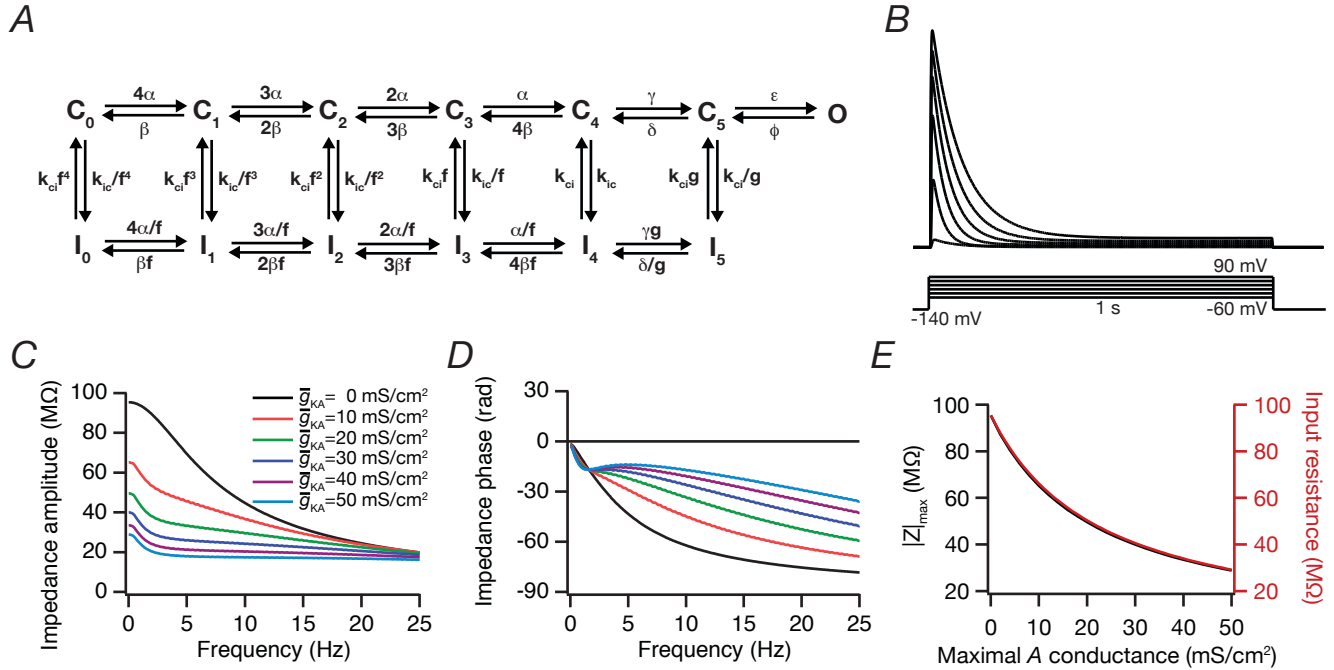 A
4α 3α 2α α γ ε
C0 C1 C2 C3 C4 C5 O
β 2β 3β 4β δ ϕ
kcif⁴ kic/f⁴ kcif³ kic/f³ kcif² kic/f² kcif kic/f kci kic kcig kci/g
4α/f 3α/f 2α/f α/f γg
I0 I1 I2 I3 I4 I5
βf 2βf 3βf 4βf δ/g
B
90 mV
1 s
-140 mV
-60 mV
C
Impedance amplitude (MΩ)
100
80
60
40
20
0
0 5 10 15 20 25
Frequency (Hz)
g̅KA= 0 mS/cm²
g̅KA=10 mS/cm²
g̅KA=20 mS/cm²
g̅KA=30 mS/cm²
g̅KA=40 mS/cm²
g̅KA=50 mS/cm²
D
Impedance phase (rad)
30
0
-30
-60
-90
0 5 10 15 20 25
Frequency (Hz)
E
|Z|max (MΩ)
100
80
60
40
20
0 10 20 30 40 50
Maximal A conductance (mS/cm²)
100
80
60
40
20
Input resistance (MΩ)